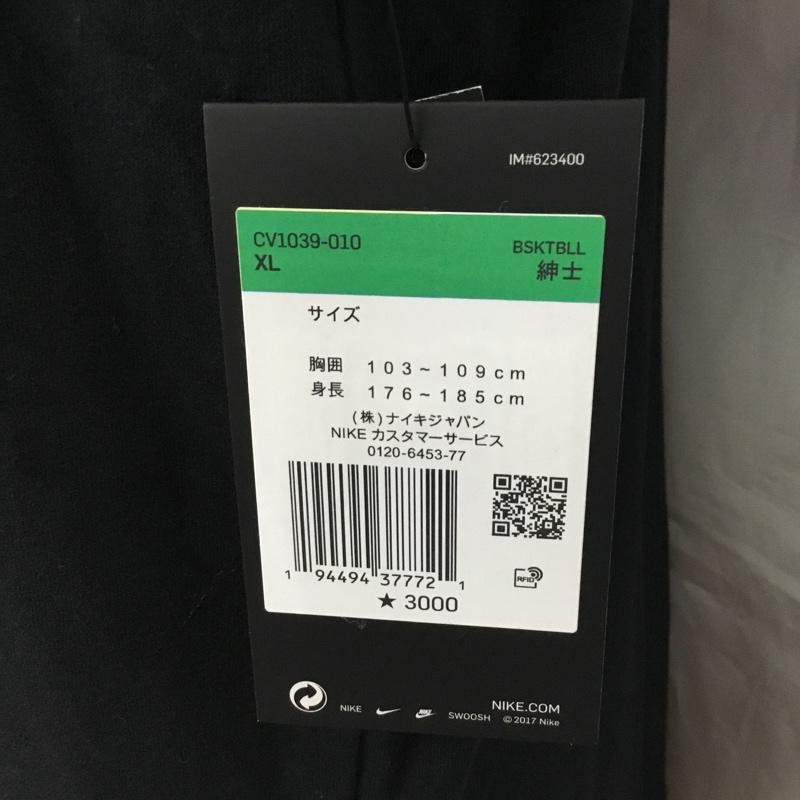 IM#623400
CV1039-010
BSKTBLL
XL
紳士
サイズ
胸囲 103~109cm
身長 176~185cm
(株)ナイキジャパン
NIKE カスタマーサービス
0120-6453-77
1 94494 37772 1
★ 3000
RFID
NIKE.COM
NIKE SWOOSH © 2017 Nike